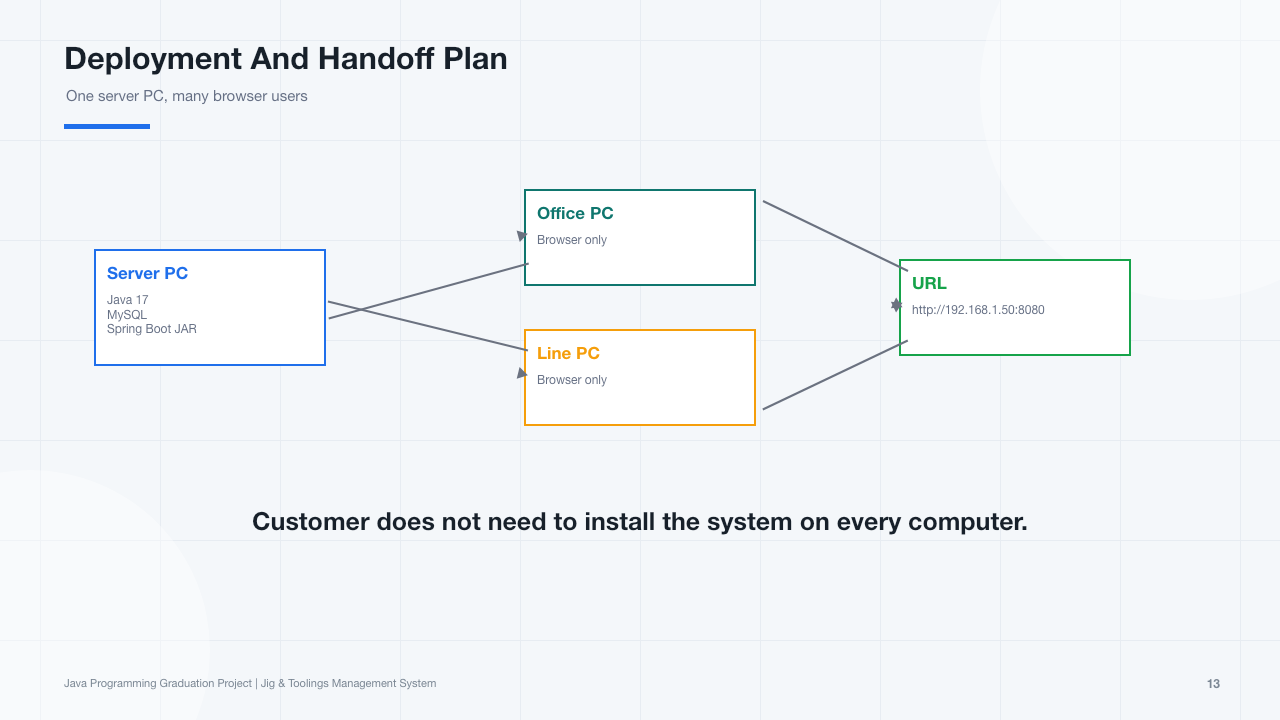 Deployment And Handoff Plan
One server PC, many browser users
Server PC
Java 17
MySQL
Spring Boot JAR
Office PC
Browser only
Line PC
Browser only
URL
http://192.168.1.50:8080
Customer does not need to install the system on every computer.
Java Programming Graduation Project | Jig & Toolings Management System
13